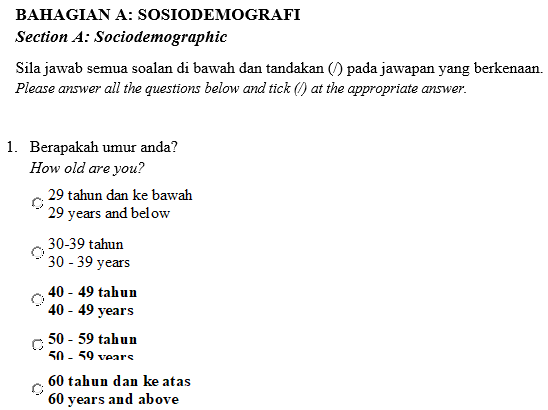 BAHAGIAN A: SOSIODEMOGRAFI
Section A: Sociodemographic
Sila jawab semua soalan di bawah dan tandakan (/) pada jawapan yang berkenaan.
Please answer all the questions below and tick (/) at the appropriate answer.
1. Berapakah umur anda?
How old are you?
29 tahun dan ke bawah
29 years and below
30-39 tahun
30 - 39 years
40 - 49 tahun
40 - 49 years
50 - 59 tahun
50 - 59 years
60 tahun dan ke atas
60 years and above